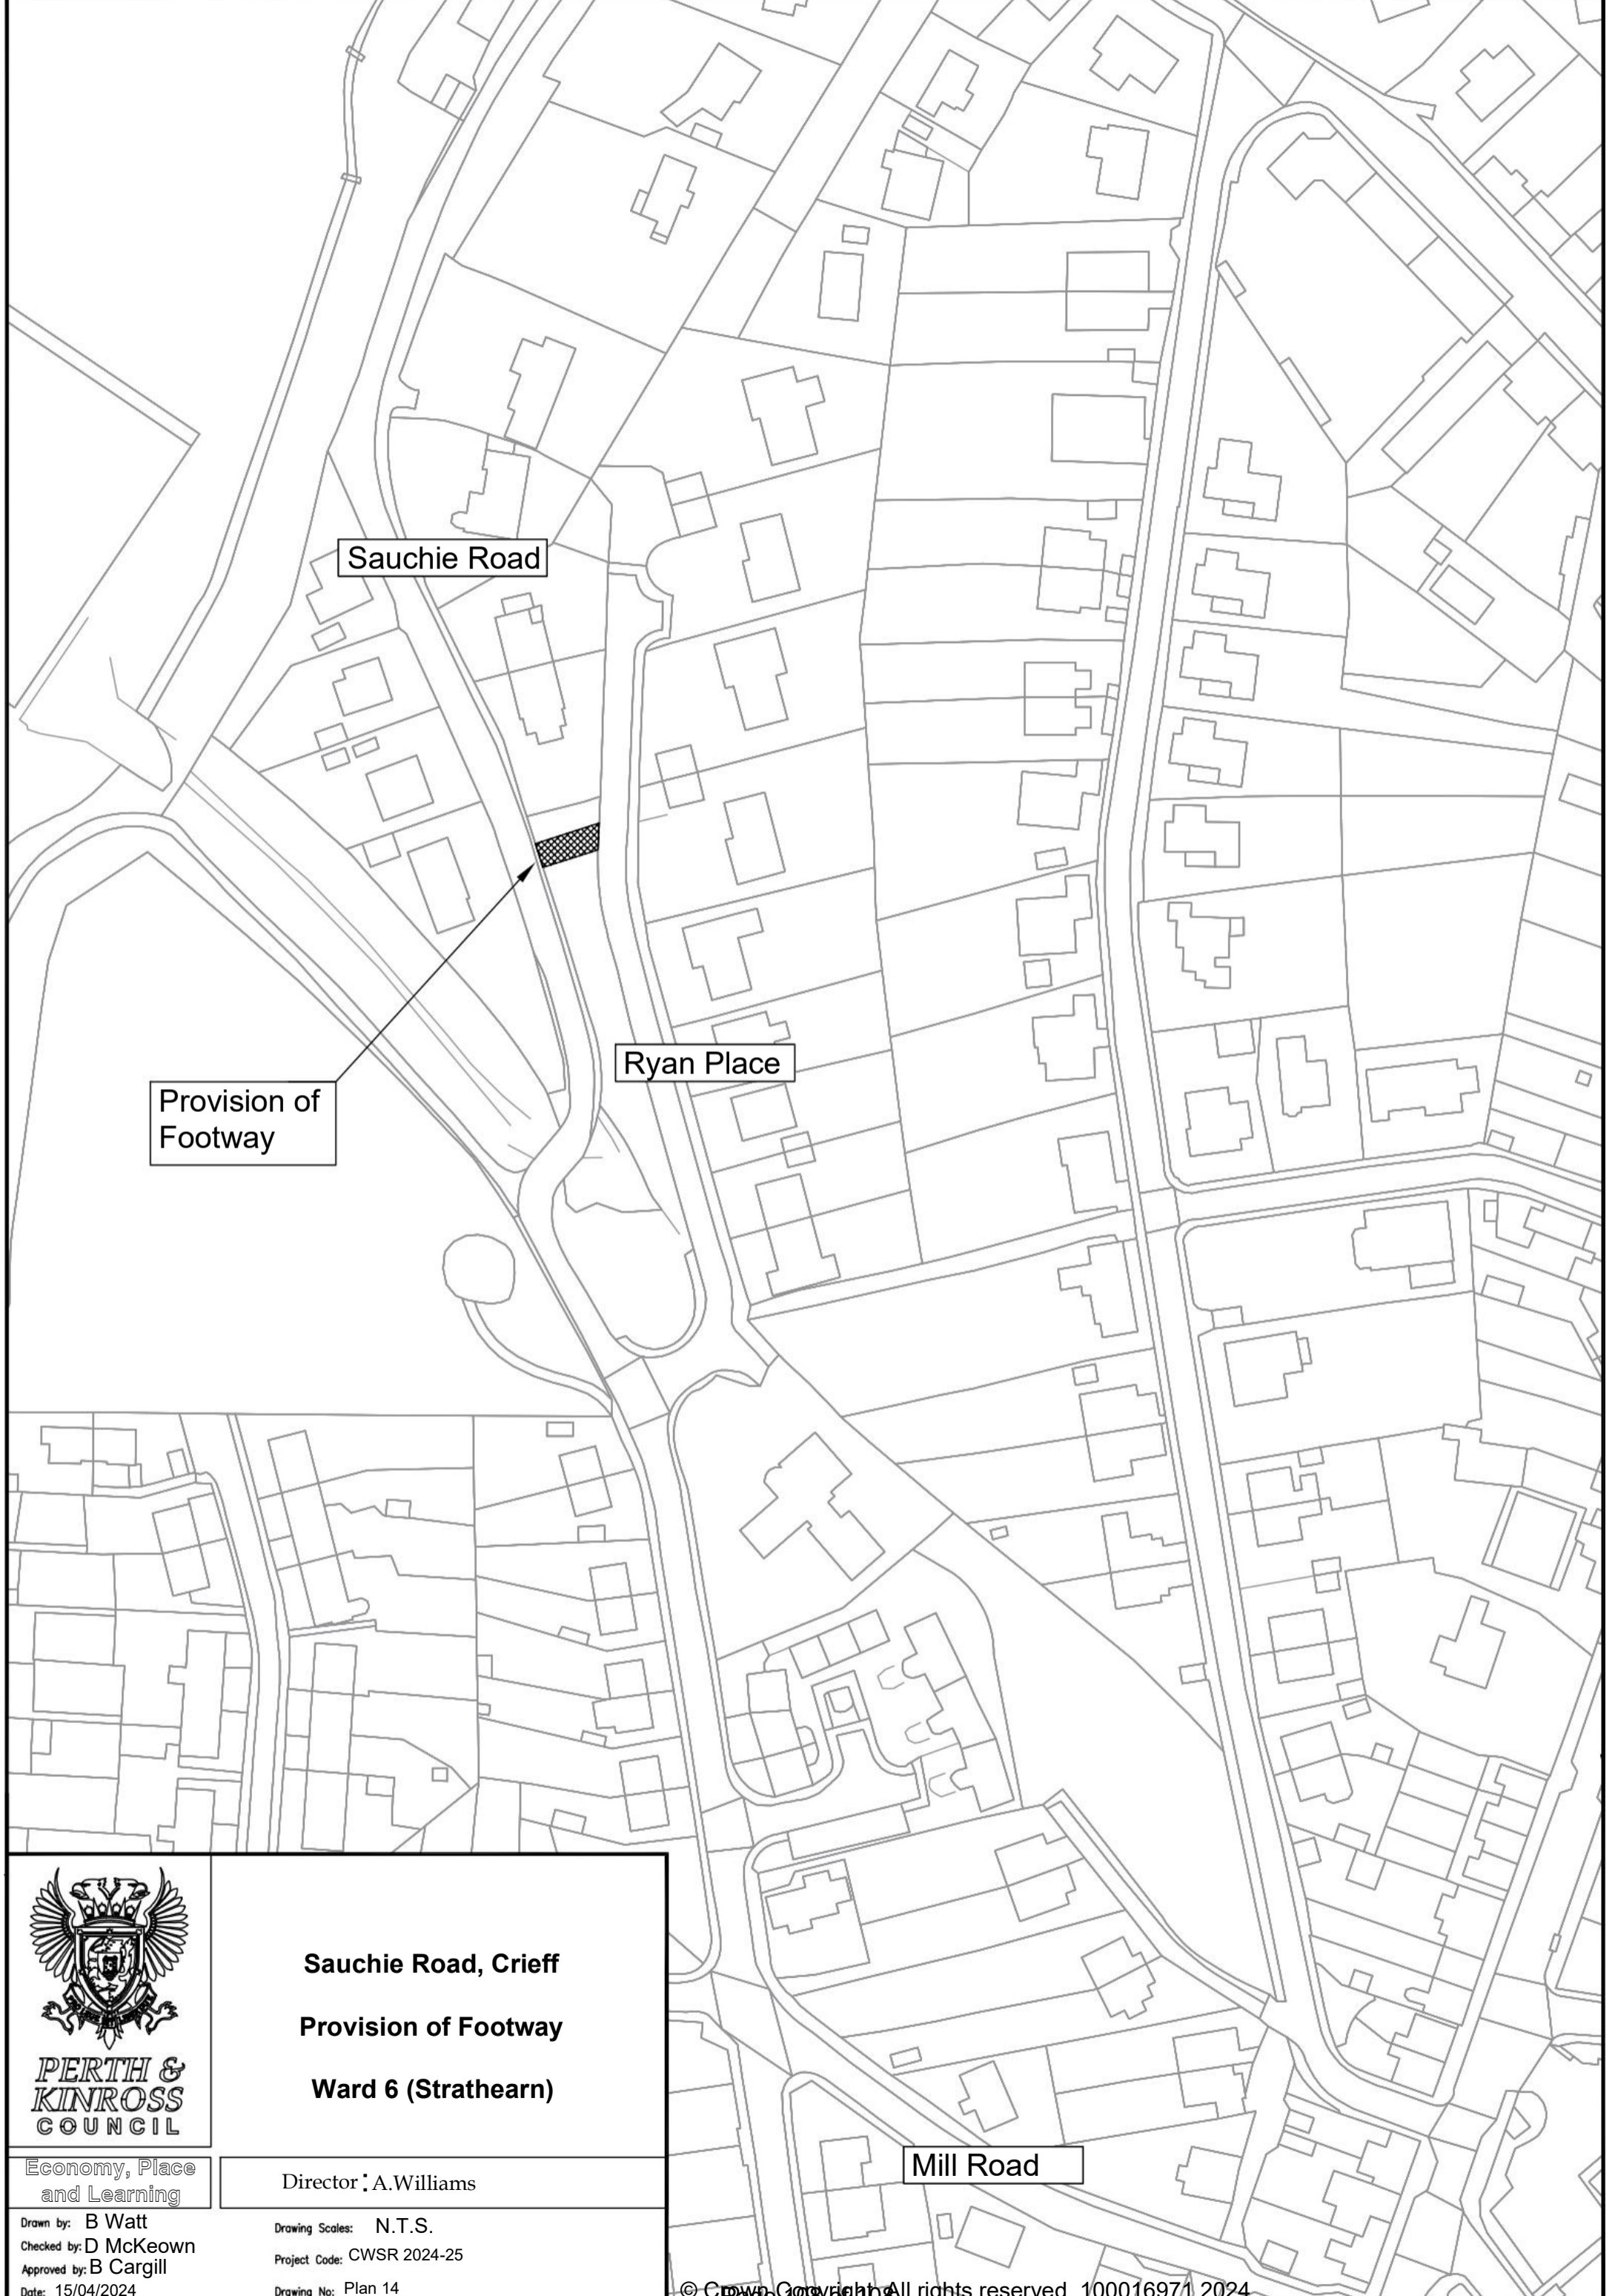 Sauchie Road
Ryan Place
Provision of
Footway
Mill Road
PERTH &
KINROSS
COUNCIL
Sauchie Road, Crieff
Provision of Footway
Ward 6 (Strathearn)
Economy, Place
and Learning
Director: A.Williams
Drawn by: B Watt
Checked by: D McKeown
Approved by: B Cargill
Date: 15/04/2024
Drawing Scales: N.T.S.
Project Code: CWSR 2024-25
Drawing No: Plan 14
© Crown Copyright. All rights reserved. 100016971 2024